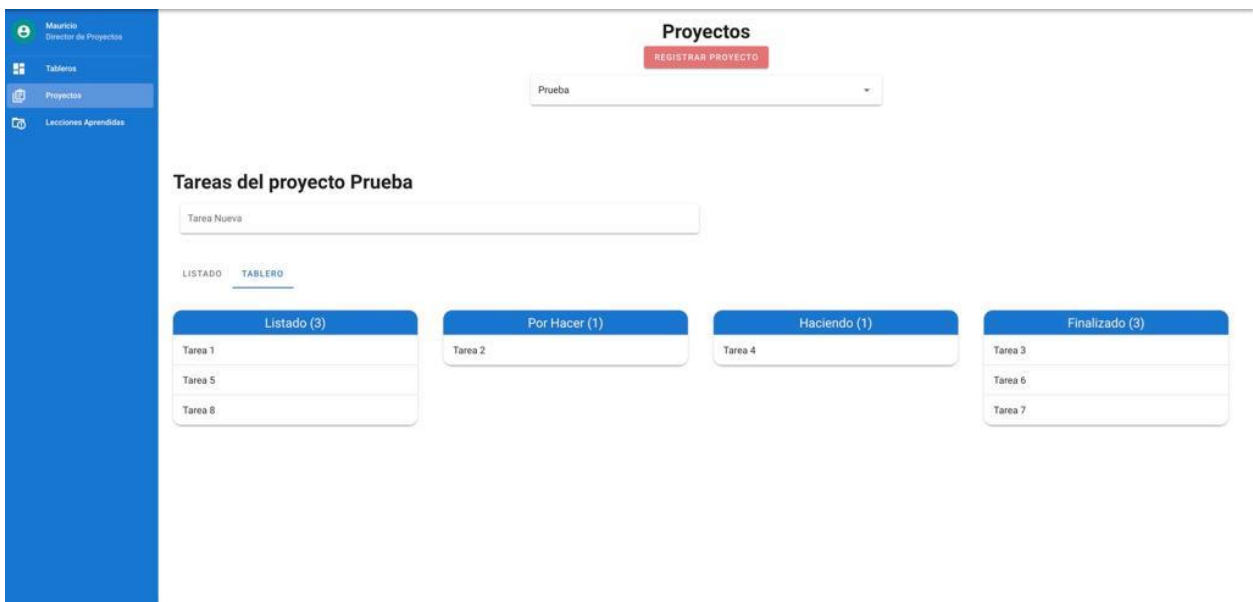 Mauricio
Director de Proyectos
Tableros
Proyectos
Lecciones Aprendidas
Proyectos
REGISTRAR PROYECTO
Prueba
Tareas del proyecto Prueba
Tarea Nueva
LISTADO TABLERO
Listado (3)
Tarea 1
Tarea 5
Tarea 8
Por Hacer (1)
Tarea 2
Haciendo (1)
Tarea 4
Finalizado (3)
Tarea 3
Tarea 6
Tarea 7